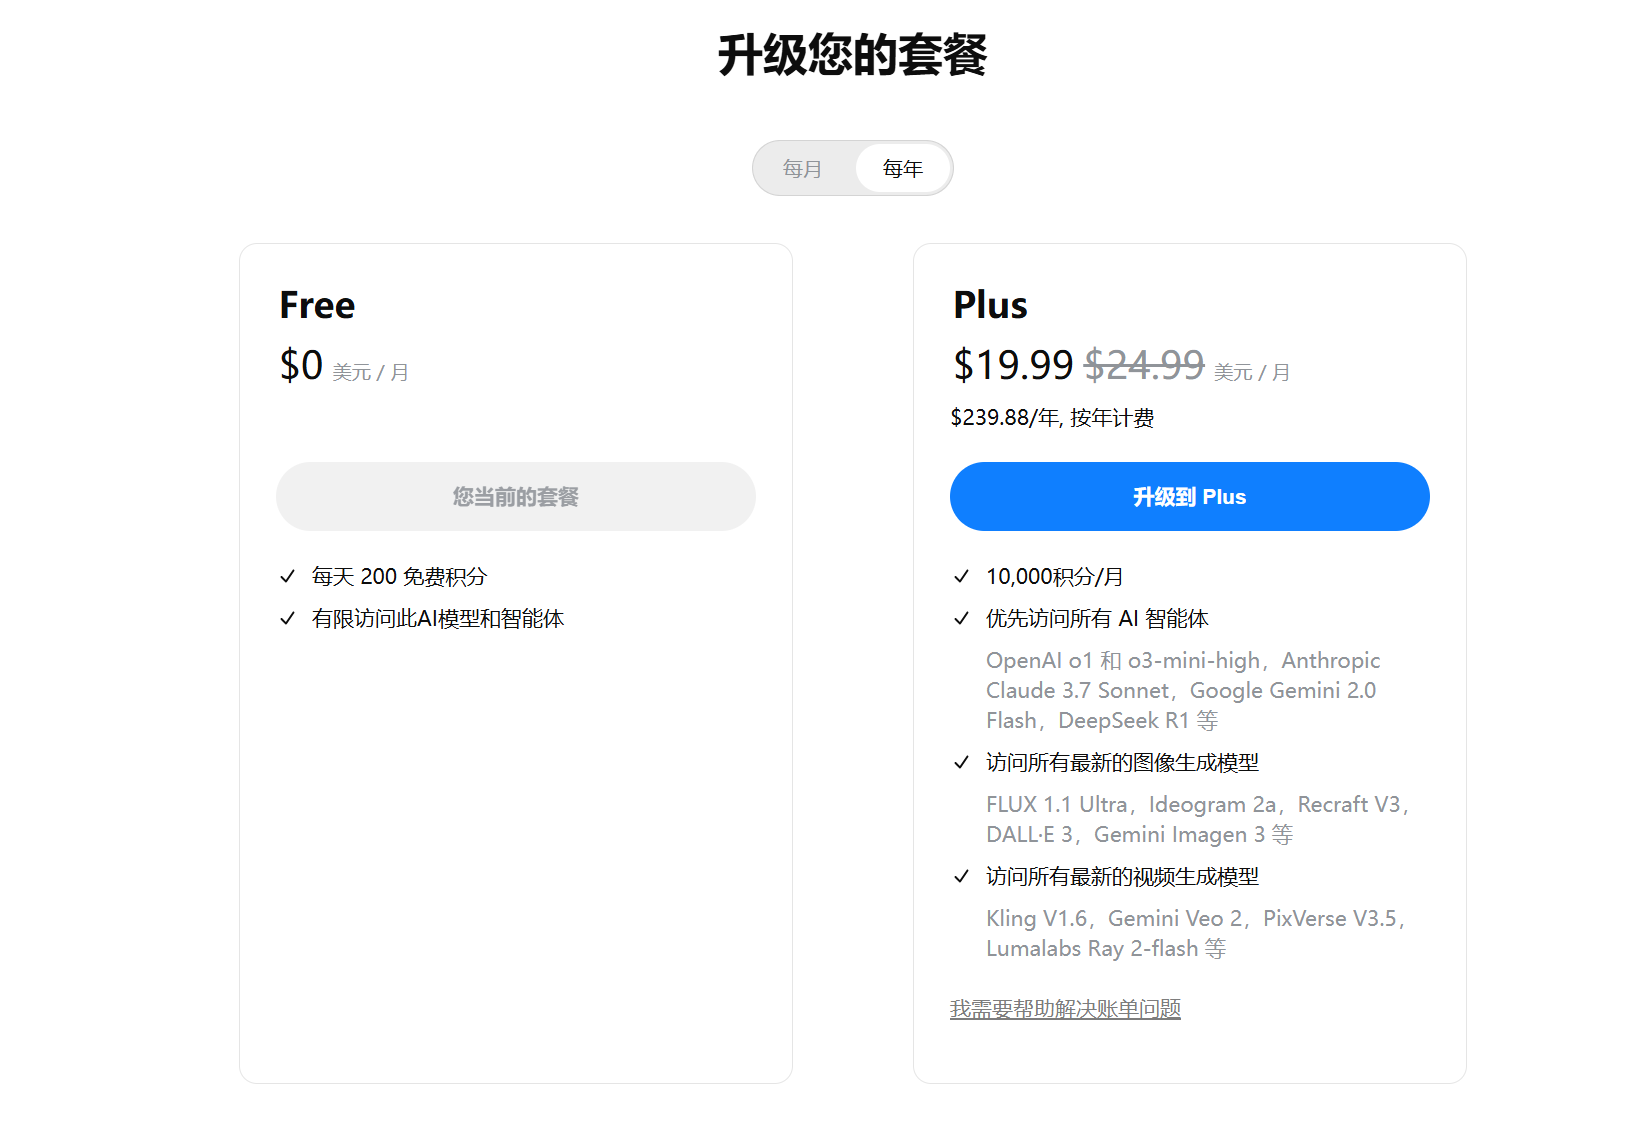 升级您的套餐
每月
每年
Free
$0 美元 / 月
您当前的套餐
每天 200 免费积分
有限访问此AI模型和智能体
Plus
$19.99 $24.99 美元 / 月
$239.88/年, 按年计费
升级到 Plus
10,000积分/月
优先访问所有 AI 智能体
OpenAI o1 和 o3-mini-high，Anthropic
Claude 3.7 Sonnet，Google Gemini 2.0
Flash，DeepSeek R1 等
访问所有最新的图像生成模型
FLUX 1.1 Ultra，Ideogram 2a，Recraft V3，
DALL·E 3，Gemini Imagen 3 等
访问所有最新的视频生成模型
Kling V1.6，Gemini Veo 2，PixVerse V3.5，
Lumalabs Ray 2-flash 等
我需要帮助解决账单问题